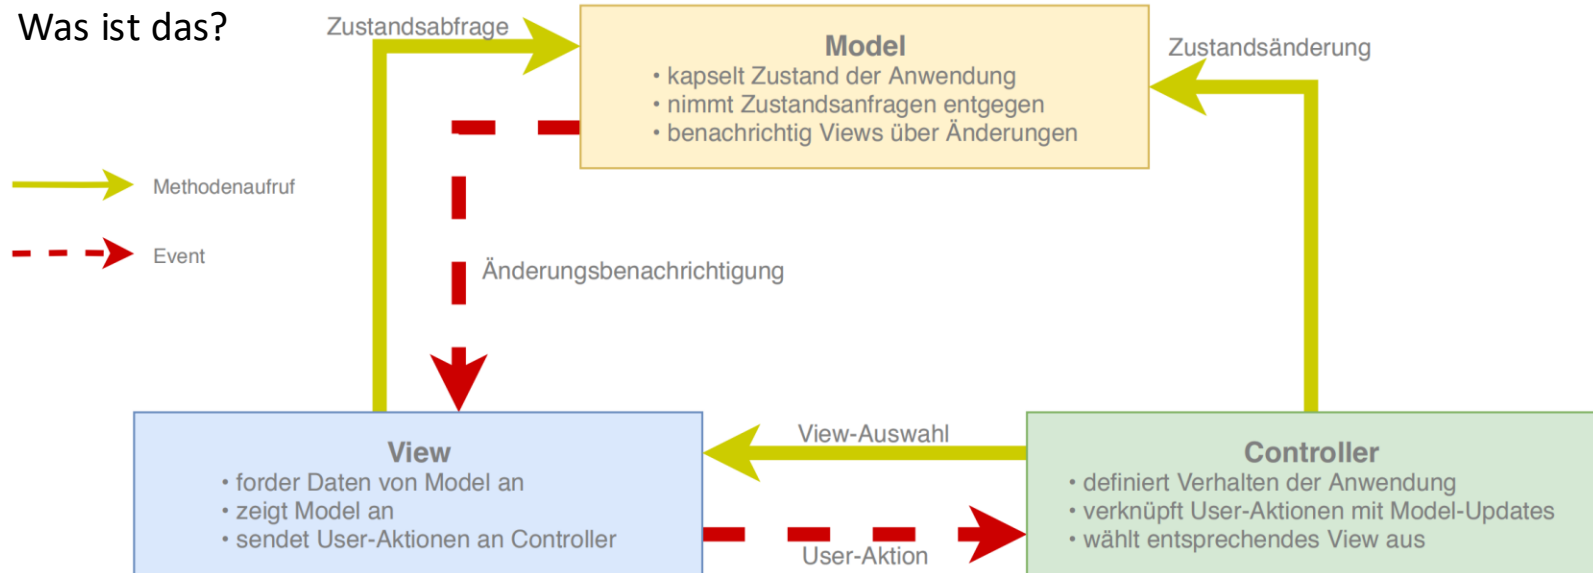 Was ist das?
Zustandsabfrage
Model
• kapselt Zustand der Anwendung
• nimmt Zustandsanfragen entgegen
• benachrichtig Views über Änderungen
Zustandsänderung
Methodenaufruf
Event
Änderungsbenachrichtigung
View
• forder Daten von Model an
• zeigt Model an
• sendet User-Aktionen an Controller
View-Auswahl
User-Aktion
Controller
• definiert Verhalten der Anwendung
• verknüpft User-Aktionen mit Model-Updates
• wählt entsprechendes View aus